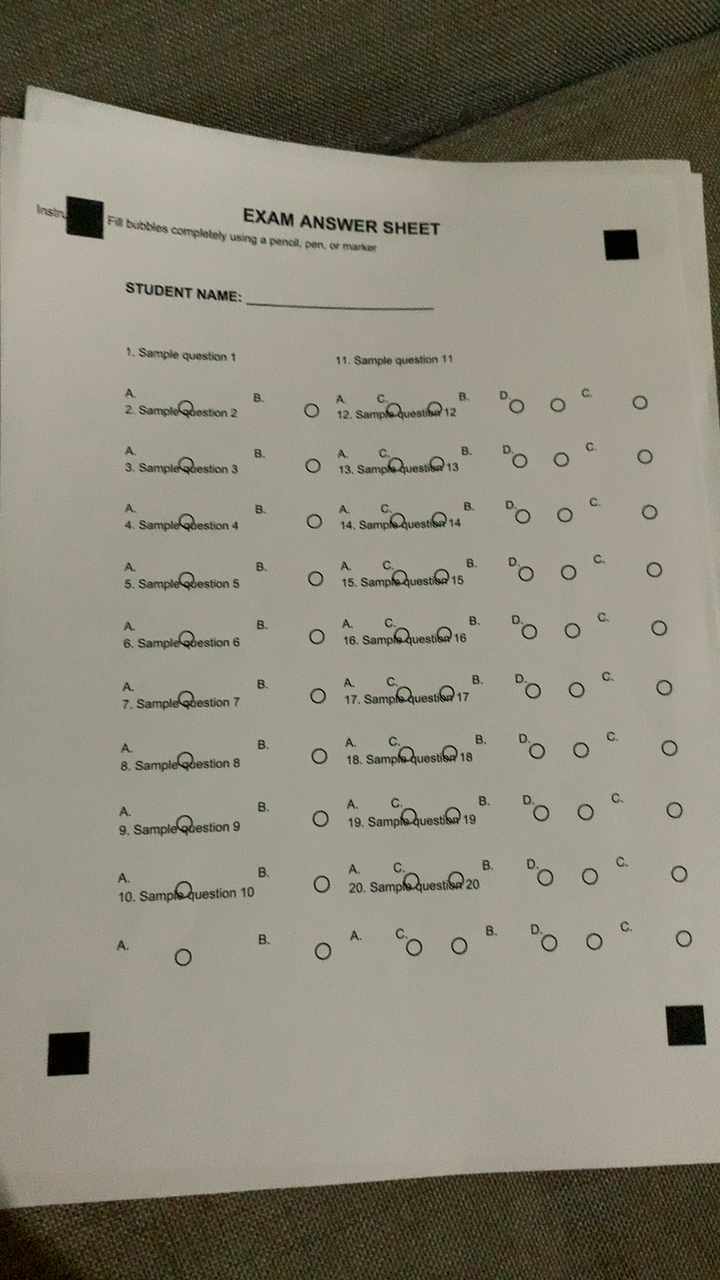 EXAM ANSWER SHEET
Fill bubbles completely using a pencil, pen, or marker
STUDENT NAME:
1. Sample question 1 11. Sample question 11
A. B. A. C. B. D. C.
2. Sample question 2 12. Sample question 12
A. B. A. C. B. D. C.
3. Sample question 3 13. Sample question 13
A. B. A. C. B. D. C.
4. Sample question 4 14. Sample question 14
A. B. A. C. B. D. C.
5. Sample question 5 15. Sample question 15
A. B. A. C. B. D. C.
6. Sample question 6 16. Sample question 16
A. B. A. C. B. D. C.
7. Sample question 7 17. Sample question 17
A. B. A. C. B. D. C.
8. Sample question 8 18. Sample question 18
A. B. A. C. B. D. C.
9. Sample question 9 19. Sample question 19
A. B. A. C. B. D. C.
10. Sample question 10 20. Sample question 20
A. B. A. C. B. D. C.